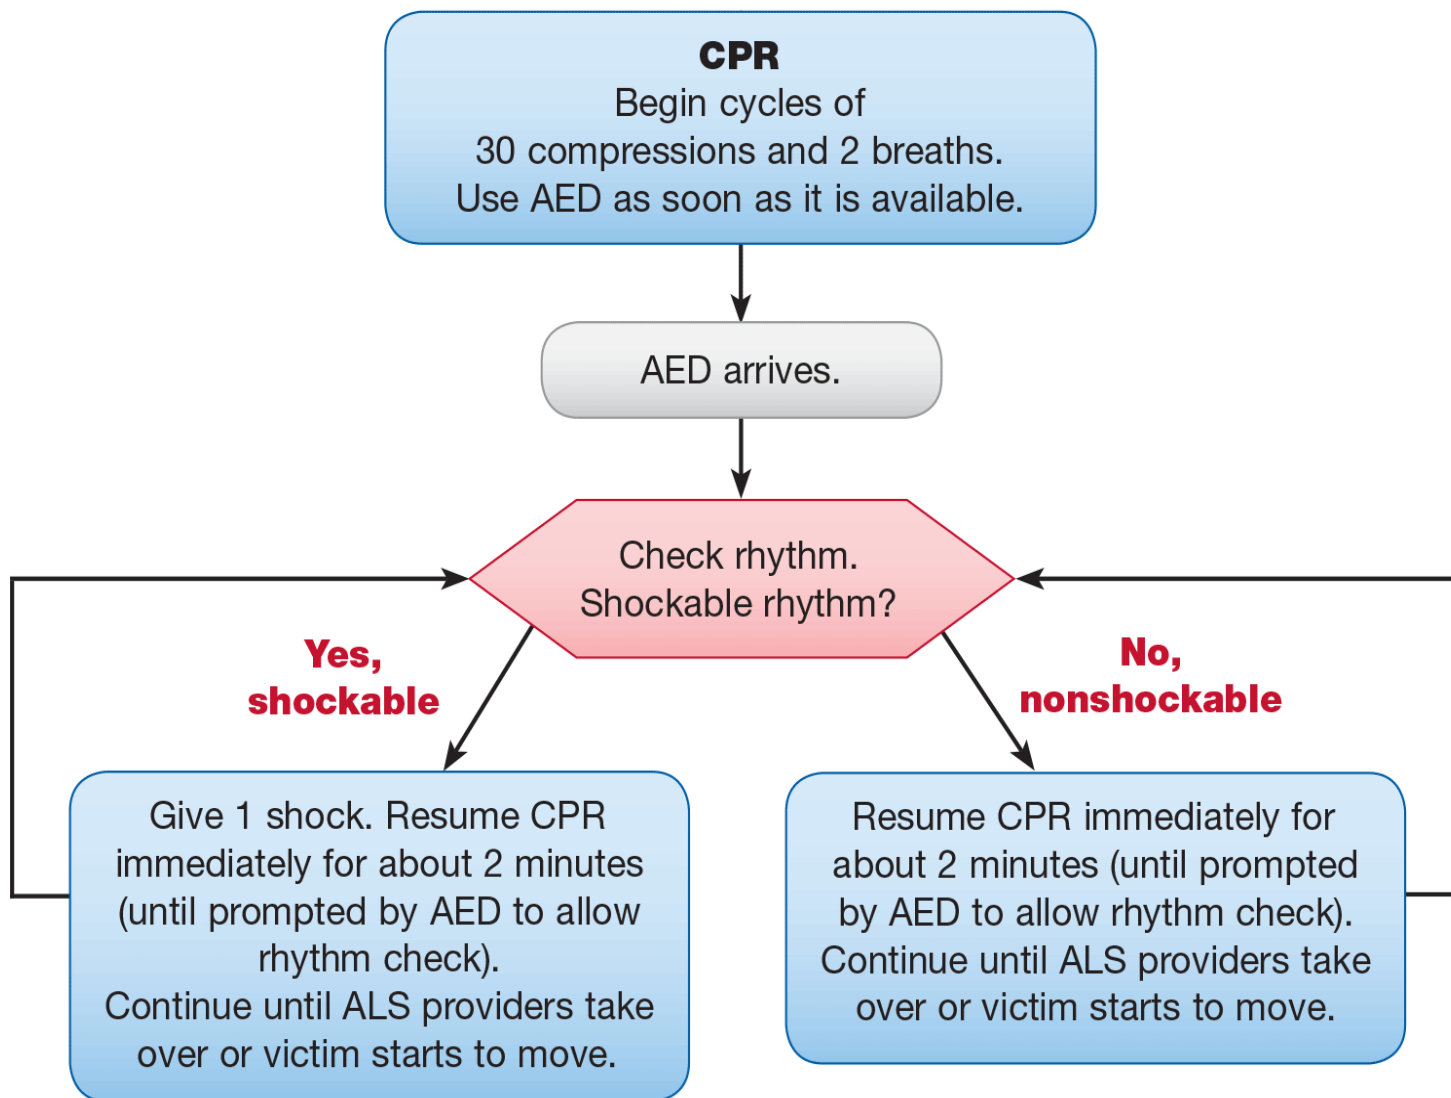 CPR
Begin cycles of
30 compressions and 2 breaths.
Use AED as soon as it is available.
AED arrives.
Check rhythm.
Shockable rhythm?
Yes,
shockable
No,
nonshockable
Give 1 shock. Resume CPR
immediately for about 2 minutes
(until prompted by AED to allow
rhythm check).
Continue until ALS providers take
over or victim starts to move.
Resume CPR immediately for
about 2 minutes (until prompted
by AED to allow rhythm check).
Continue until ALS providers take
over or victim starts to move.